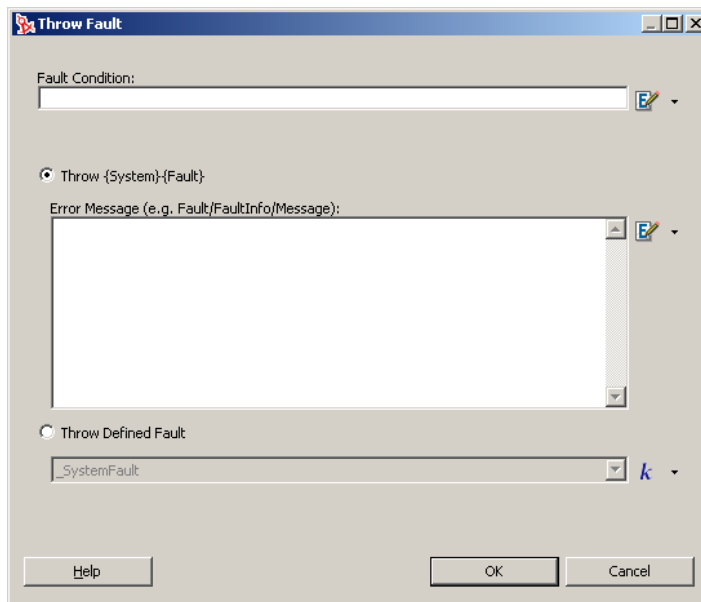 Throw Fault
Fault Condition:
Throw {System}-{Fault}
Error Message (e.g. Fault/FaultInfo/Message):
Throw Defined Fault
_SystemFault
k
Help
OK
Cancel